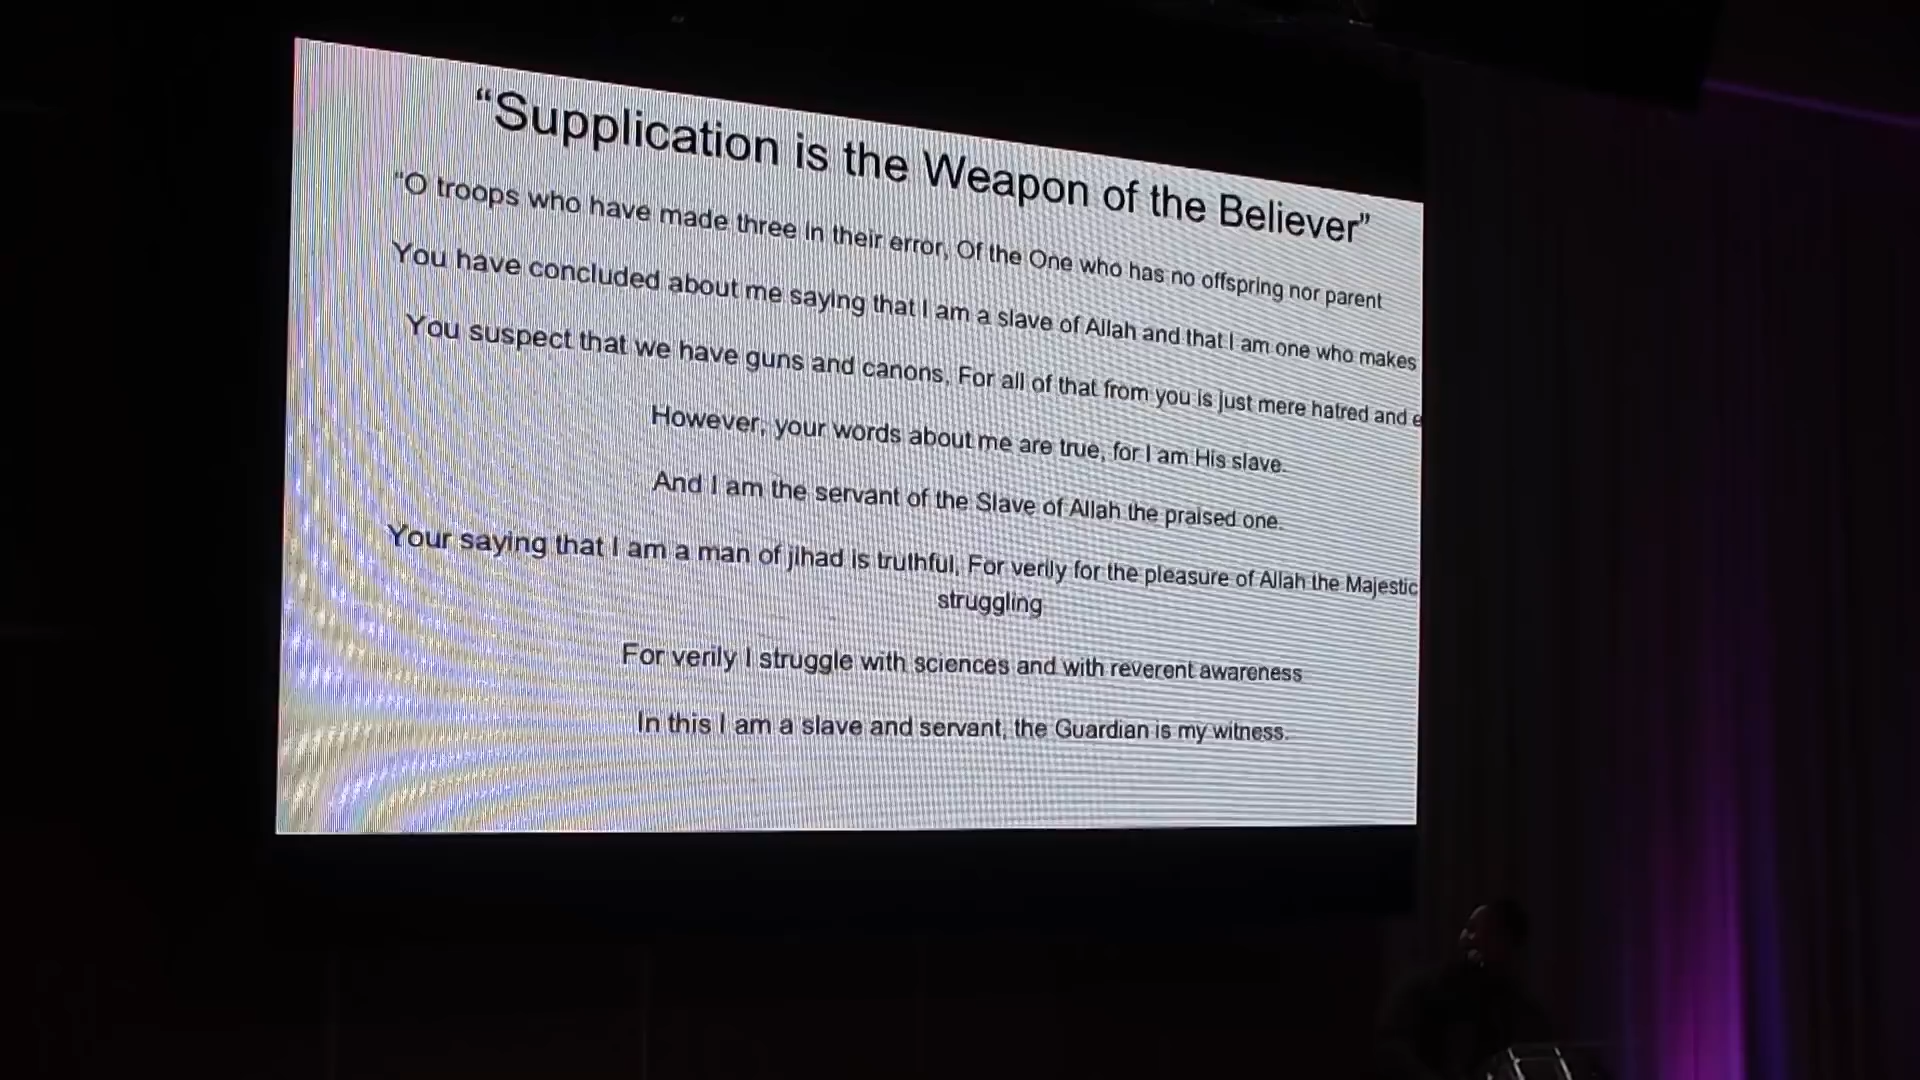 “Supplication is the Weapon of the Believer”
“O troops who have made three in their error, Of the One who has no offspring nor parent
You have concluded about me saying that I am a slave of Allah and that I am one who makes
You suspect that we have guns and canons, For all of that from you is just mere hatred and
However, your words about me are true, for I am His slave.
And I am the servant of the Slave of Allah the praised one.
Your saying that I am a man of jihad is truthful, For verily for the pleasure of Allah the Majestic
struggling
For verily I struggle with sciences and with reverent awareness
In this I am a slave and servant, the Guardian is my witness.